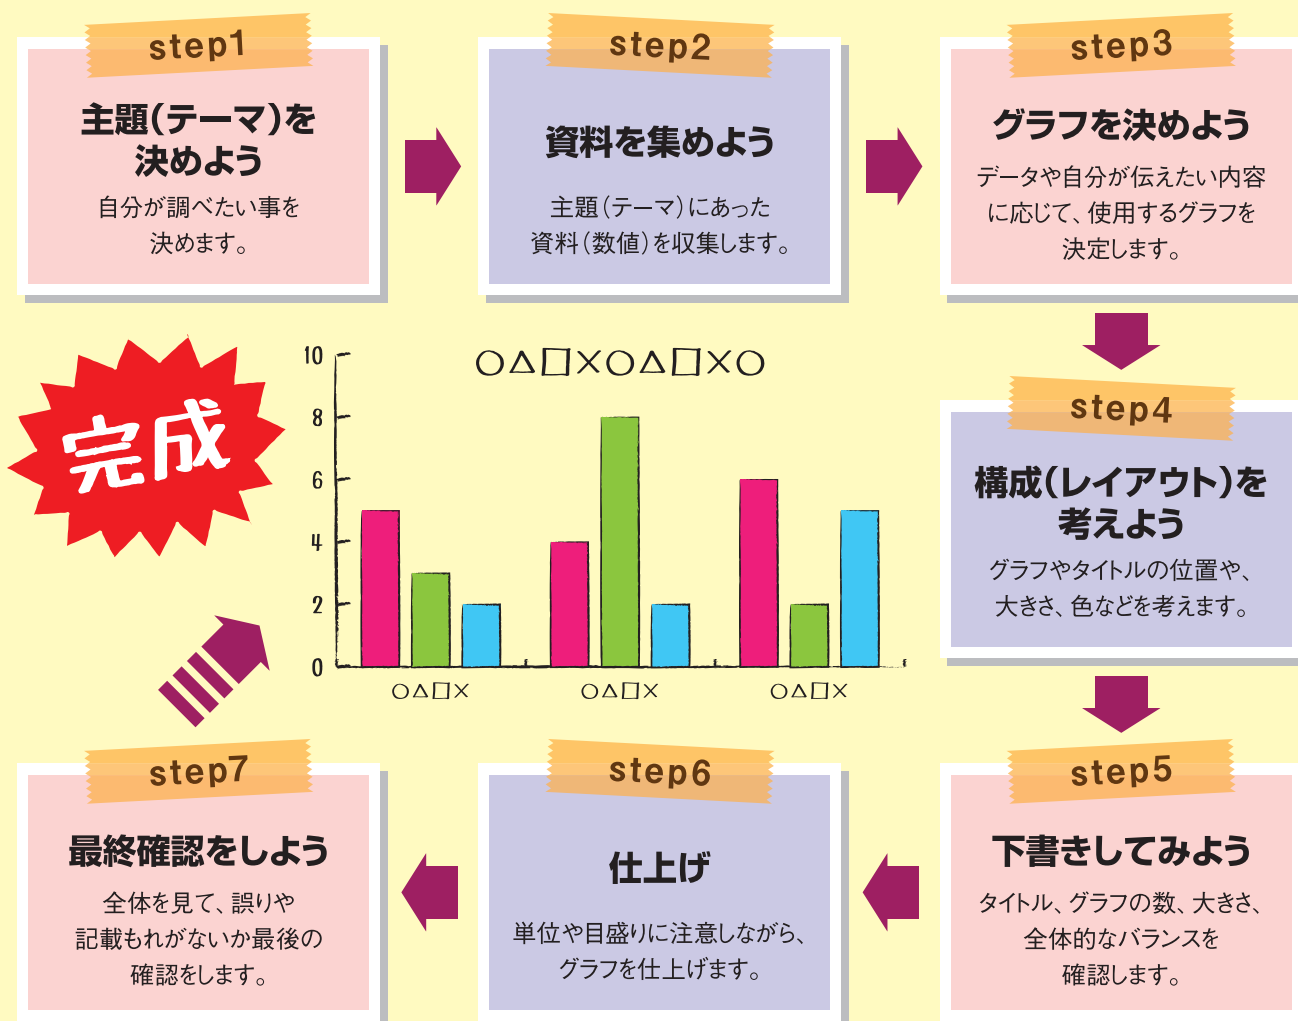 step1
主題(テーマ)を
決めよう
自分が調べたい事を
決めます。
step2
資料を集めよう
主題(テーマ)にあった
資料(数値)を収集します。
step3
グラフを決めよう
データや自分が伝えたい内容
に応じて、使用するグラフを
決定します。
step4
構成(レイアウト)を
考えよう
グラフやタイトルの位置や、
大きさ、色などを考えます。
step5
下書きしてみよう
タイトル、グラフの数、大きさ、
全体的なバランスを
確認します。
step6
仕上げ
単位や目盛りに注意しながら、
グラフを仕上げます。
step7
最終確認をしよう
全体を見て、誤りや
記載もれがないか最後の
確認をします。
完成
○△□×○△□×○
10
8
6
4
2
0
○△□×
○△□×
○△□×